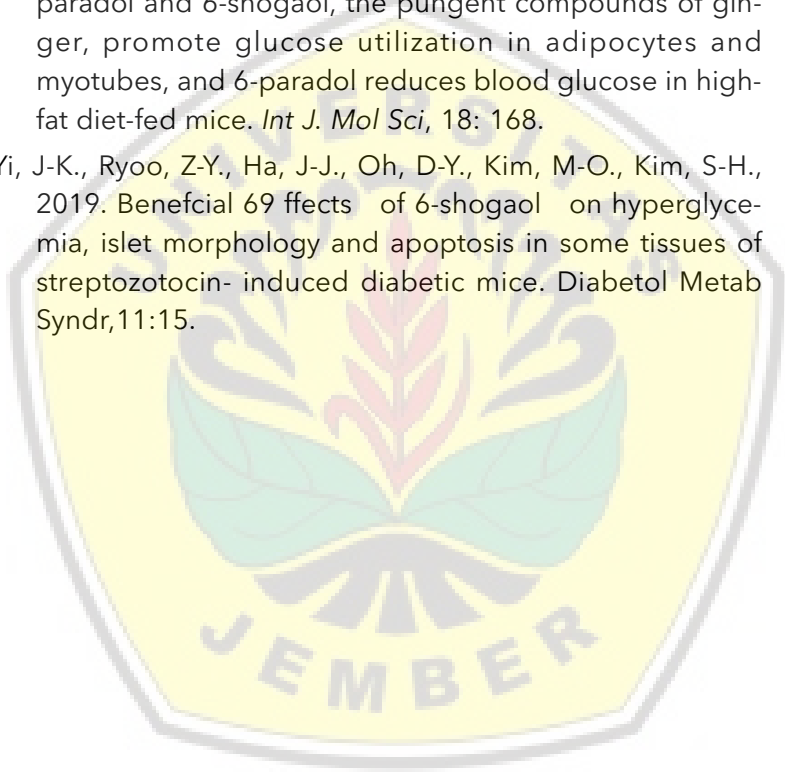 paradol and 6-shogaol, the pungent compounds of gin-
ger, promote glucose utilization in adipocytes and
myotubes, and 6-paradol reduces blood glucose in high-
fat diet-fed mice. Int J. Mol Sci, 18: 168.
Yi, J-K., Ryoo, Z-Y., Ha, J-J., Oh, D-Y., Kim, M-O., Kim, S-H.,
2019. Benefcial 69 ffects of 6-shogaol on hyperglyce-
mia, islet morphology and apoptosis in some tissues of
streptozotocin- induced diabetic mice. Diabetol Metab
Syndr,11:15.
UNIVERSITAS
JEMBER